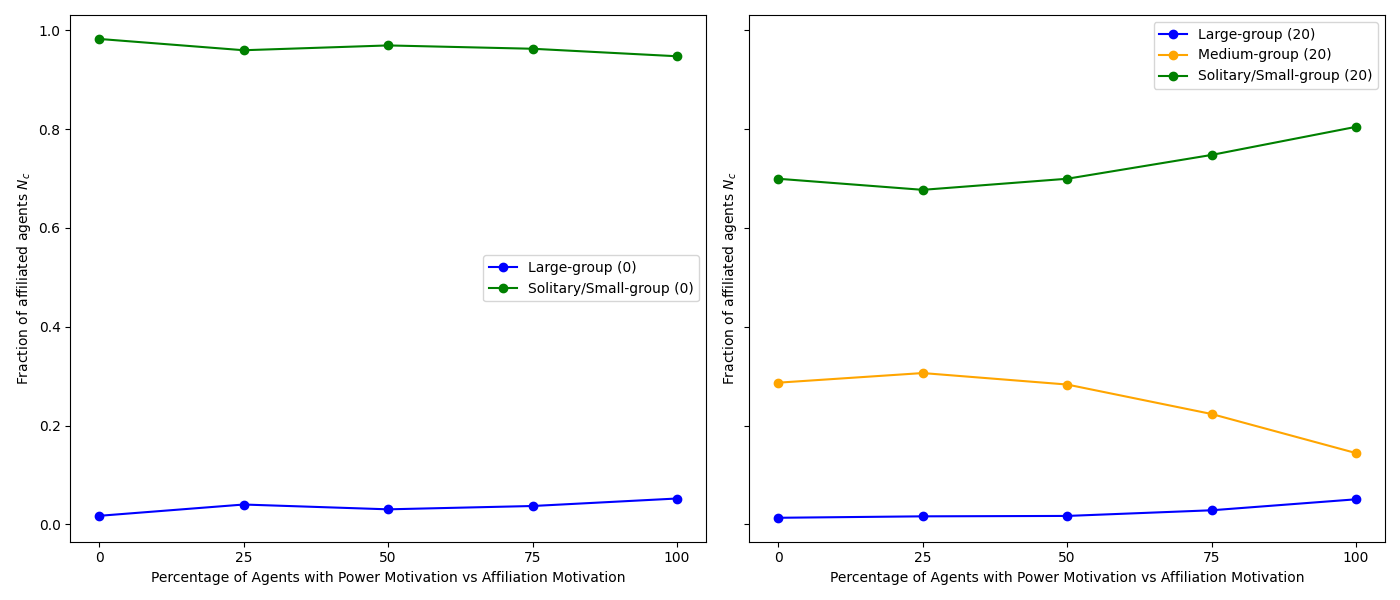 Fraction of affiliated agents N_c
1.0
0.8
0.6
0.4
0.2
0.0
Large-group (0)
Solitary/Small-group (0)
0 25 50 75 100
Percentage of Agents with Power Motivation vs Affiliation Motivation
Fraction of affiliated agents N_c
Large-group (20)
Medium-group (20)
Solitary/Small-group (20)
0 25 50 75 100
Percentage of Agents with Power Motivation vs Affiliation Motivation